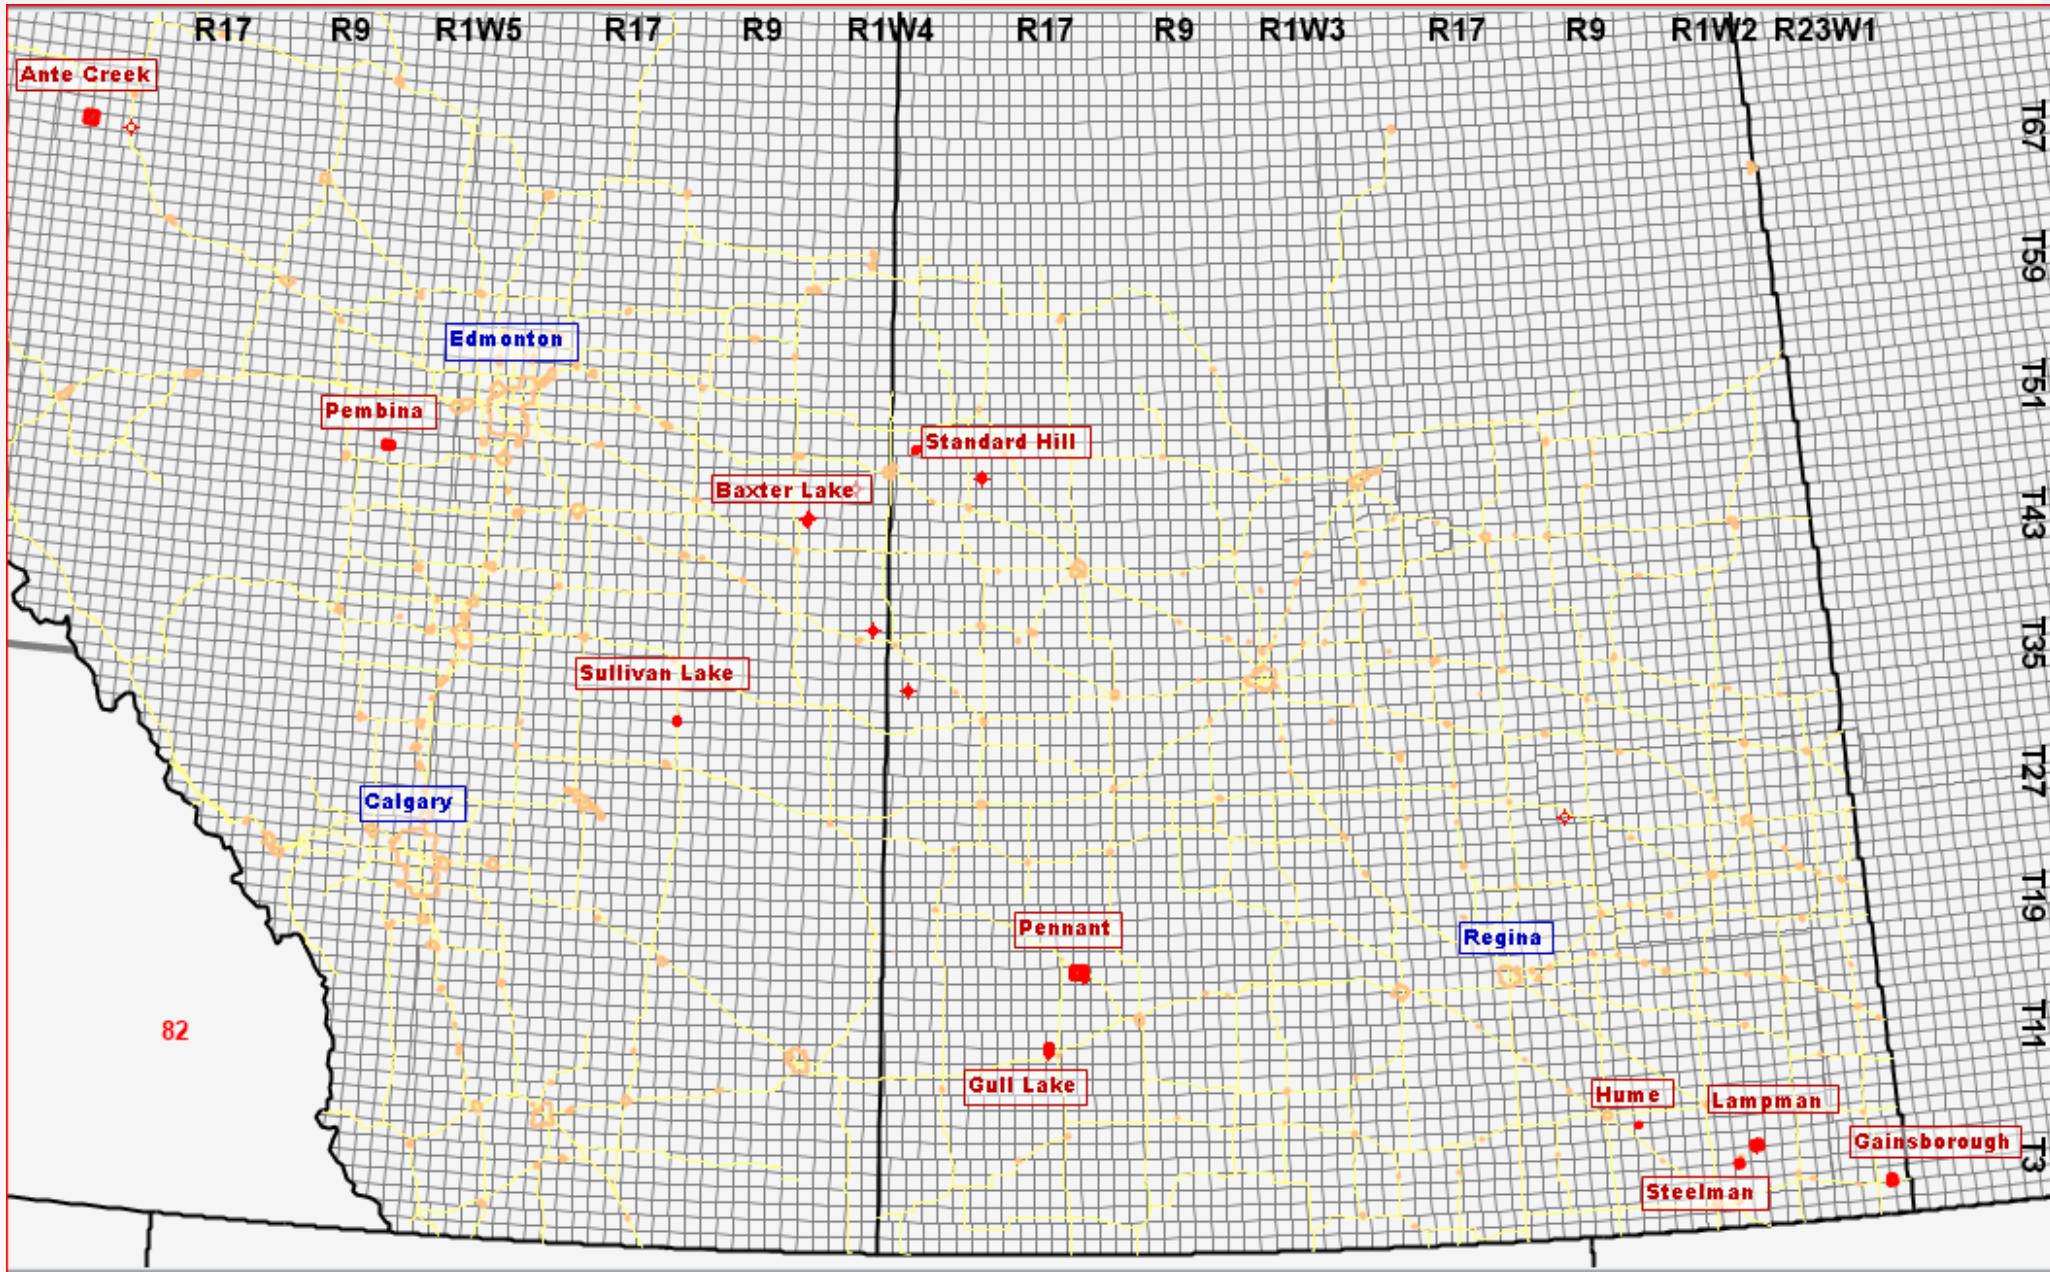 R17 R9 R1W5 R17 R9 R1W4 R17 R9 R1W3 R17 R9 R1W2 R23W1
Ante Creek
T67
T59
Edmonton
T51
Pembina
Standard Hill
Baxter Lake
T43
T35
Sullivan Lake
T27
Calgary
T19
Pennant
Regina
82
T11
Gull Lake
Hume
Lampman
Gainsborough
T3
Steelman